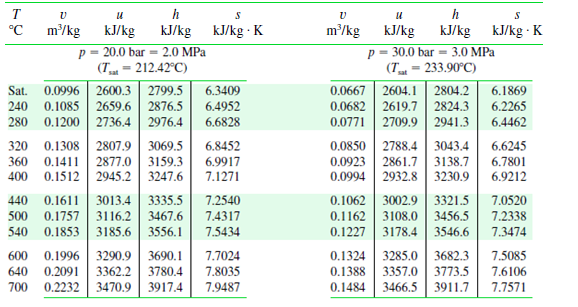 T v u h s v u h s
°C m³/kg kJ/kg kJ/kg kJ/kg · K m³/kg kJ/kg kJ/kg kJ/kg · K
p = 20.0 bar = 2.0 MPa p = 30.0 bar = 3.0 MPa
(Tsat = 212.42°C) (Tsat = 233.90°C)
Sat. 0.0996 2600.3 2799.5 6.3409 0.0667 2604.1 2804.2 6.1869
240 0.1085 2659.6 2876.5 6.4952 0.0682 2619.7 2824.3 6.2265
280 0.1200 2736.4 2976.4 6.6828 0.0771 2709.9 2941.3 6.4462
320 0.1308 2807.9 3069.5 6.8452 0.0850 2788.4 3043.4 6.6245
360 0.1411 2877.0 3159.3 6.9917 0.0923 2861.7 3138.7 6.7801
400 0.1512 2945.2 3247.6 7.1271 0.0994 2932.8 3230.9 6.9212
440 0.1611 3013.4 3335.5 7.2540 0.1062 3002.9 3321.5 7.0520
500 0.1757 3116.2 3467.6 7.4317 0.1162 3108.0 3456.5 7.2338
540 0.1853 3185.6 3556.1 7.5434 0.1227 3178.4 3546.6 7.3474
600 0.1996 3290.9 3690.1 7.7024 0.1324 3285.0 3682.3 7.5085
640 0.2091 3362.2 3780.4 7.8035 0.1388 3357.0 3773.5 7.6106
700 0.2232 3470.9 3917.4 7.9487 0.1484 3466.5 3911.7 7.7571